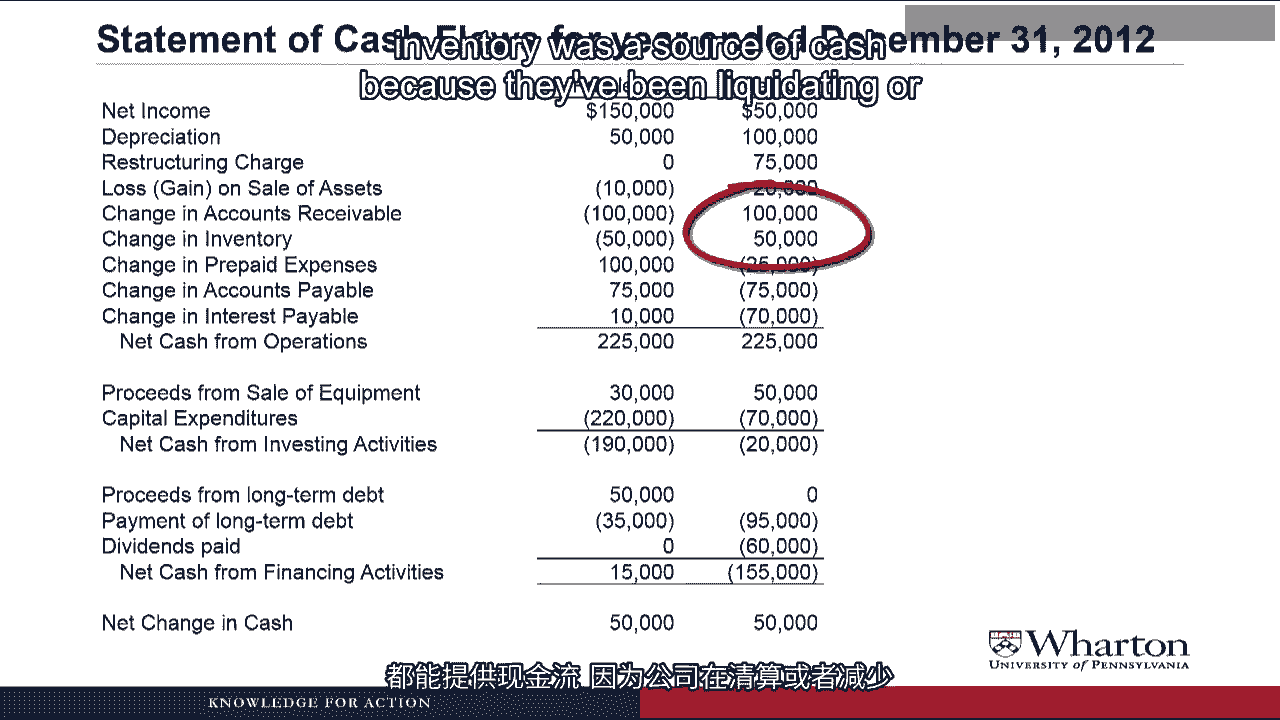 Statement of Cash Flows for year ended December 31, 2012
inventory was a source of cash
because they've been liquidating or
Net Income $150,000 $50,000
Depreciation 50,000 100,000
Restructuring Charge 0 75,000
Loss (Gain) on Sale of Assets (10,000) 20,000
Change in Accounts Receivable (100,000) 100,000
Change in Inventory (50,000) 50,000
Change in Prepaid Expenses 100,000 (25,000)
Change in Accounts Payable 75,000 (75,000)
Change in Interest Payable 10,000 (70,000)
Net Cash from Operations 225,000 225,000
Proceeds from Sale of Equipment 30,000 50,000
Capital Expenditures (220,000) (70,000)
Net Cash from Investing Activities (190,000) (20,000)
Proceeds from long-term debt 50,000 0
Payment of long-term debt (35,000) (95,000)
Dividends paid 0 (60,000)
Net Cash from Financing Activities 15,000 (155,000)
Net Change in Cash 50,000 50,000
Wharton
UNIVERSITY of PENNSYLVANIA
都能提供现金流 因为公司在清算或者减少
KNOWLEDGE FOR ACTION